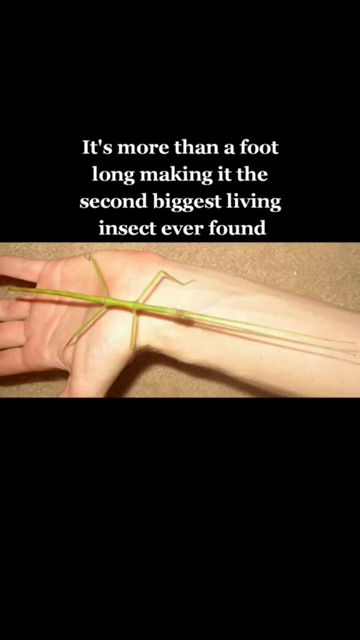 It's more than a foot
long making it the
second biggest living
insect ever found